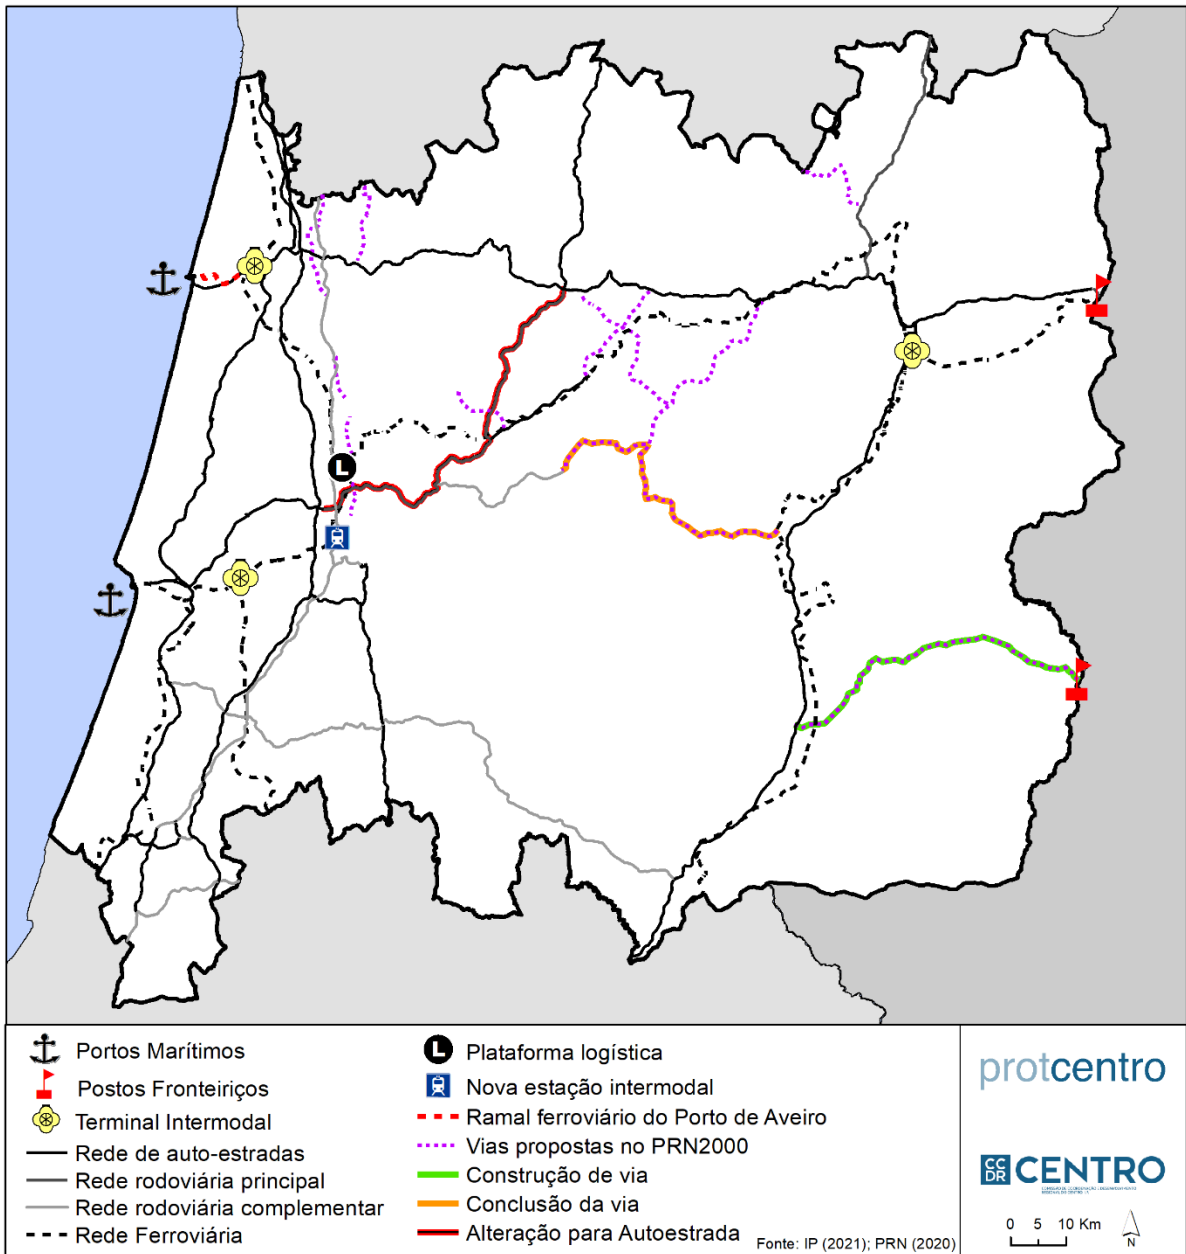 L
Portos Marítimos
Postos Fronteiriços
Terminal Intermodal
Rede de auto-estradas
Rede rodoviária principal
Rede rodoviária complementar
Rede Ferroviária
L Plataforma logística
Nova estação intermodal
Ramal ferroviário do Porto de Aveiro
Vias propostas no PRN2000
Construção de via
Conclusão da via
Alteração para Autoestrada
Fonte: IP (2021); PRN (2020)
protcentro
CCDR CENTRO
0 5 10 Km
N